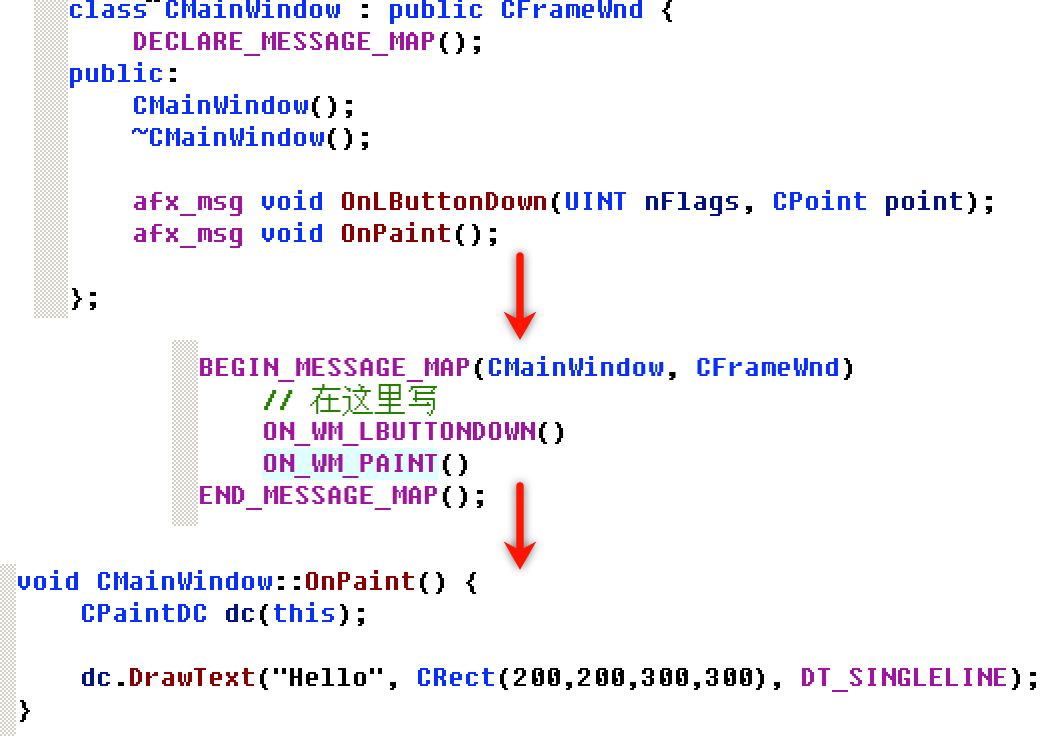 class CMainWindow : public CFrameWnd {
DECLARE_MESSAGE_MAP();
public:
CMainWindow();
~CMainWindow();
afx_msg void OnLButtonDown(UINT nFlags, CPoint point);
afx_msg void OnPaint();
};
BEGIN_MESSAGE_MAP(CMainWindow, CFrameWnd)
// 在这里写
ON_WM_LBUTTONDOWN()
ON_WM_PAINT()
END_MESSAGE_MAP();
void CMainWindow::OnPaint() {
CPaintDC dc(this);
dc.DrawText("Hello", CRect(200,200,300,300), DT_SINGLELINE);
}